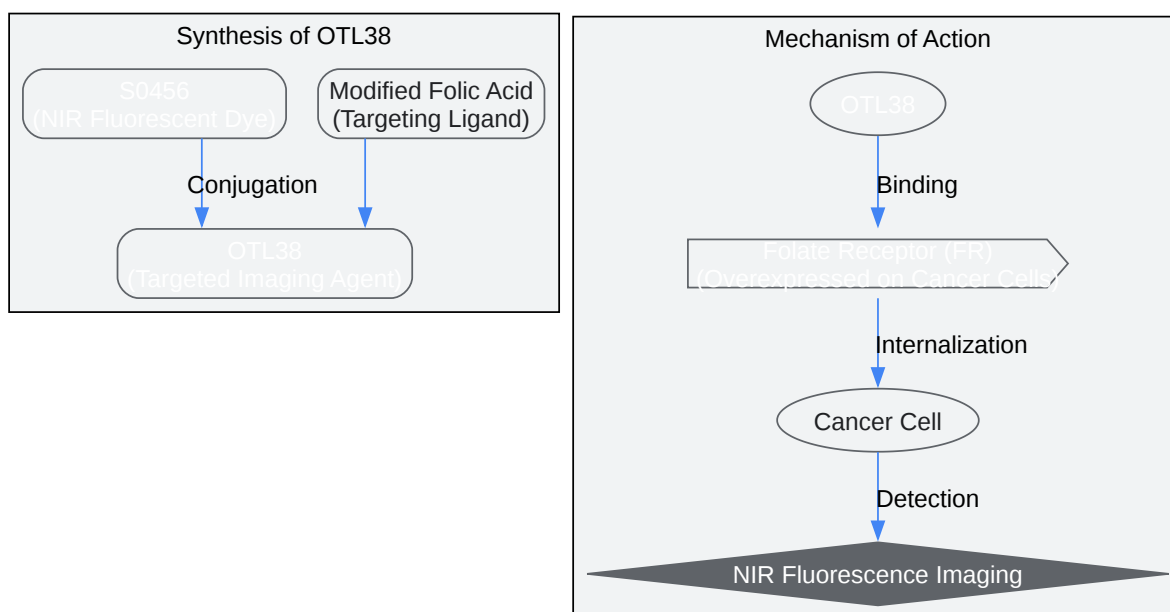 Synthesis of OTL38
S0456
(NIR Fluorescent Dye)
Modified Folic Acid
(Targeting Ligand)
Conjugation
OTL38
(Targeted Imaging Agent)
Mechanism of Action
OTL38
Binding
Folate Receptor (FR)
(Overexpressed on Cancer Cells)
Internalization
Cancer Cell
Detection
NIR Fluorescence Imaging